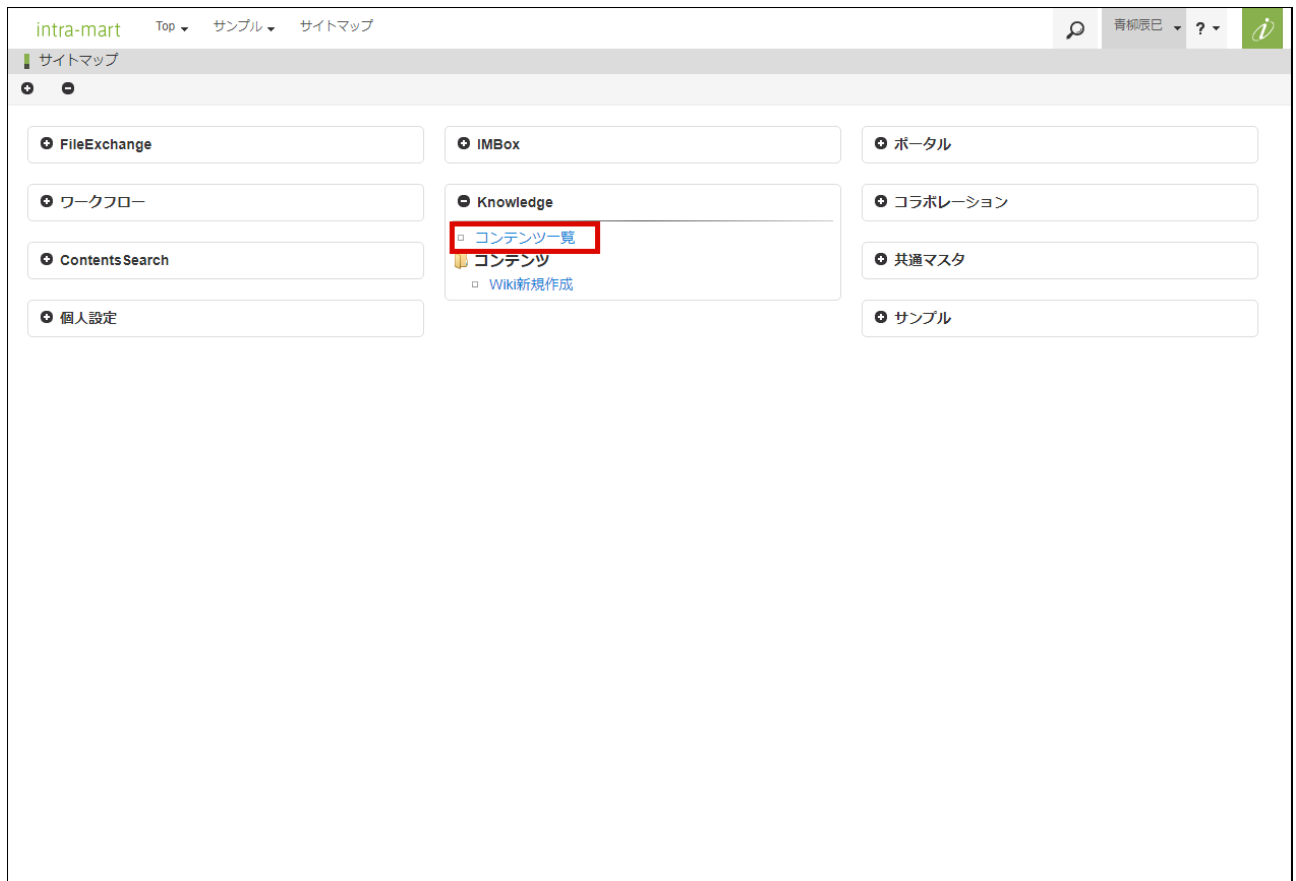 intra-mart Top サンプル サイトマップ 青柳辰巳 ?
サイトマップ
FileExchange
IMBox
ポータル
ワークフロー
Knowledge
コラボレーション
コンテンツ一覧
ContentsSearch
コンテンツ
共通マスタ
Wiki新規作成
個人設定
サンプル